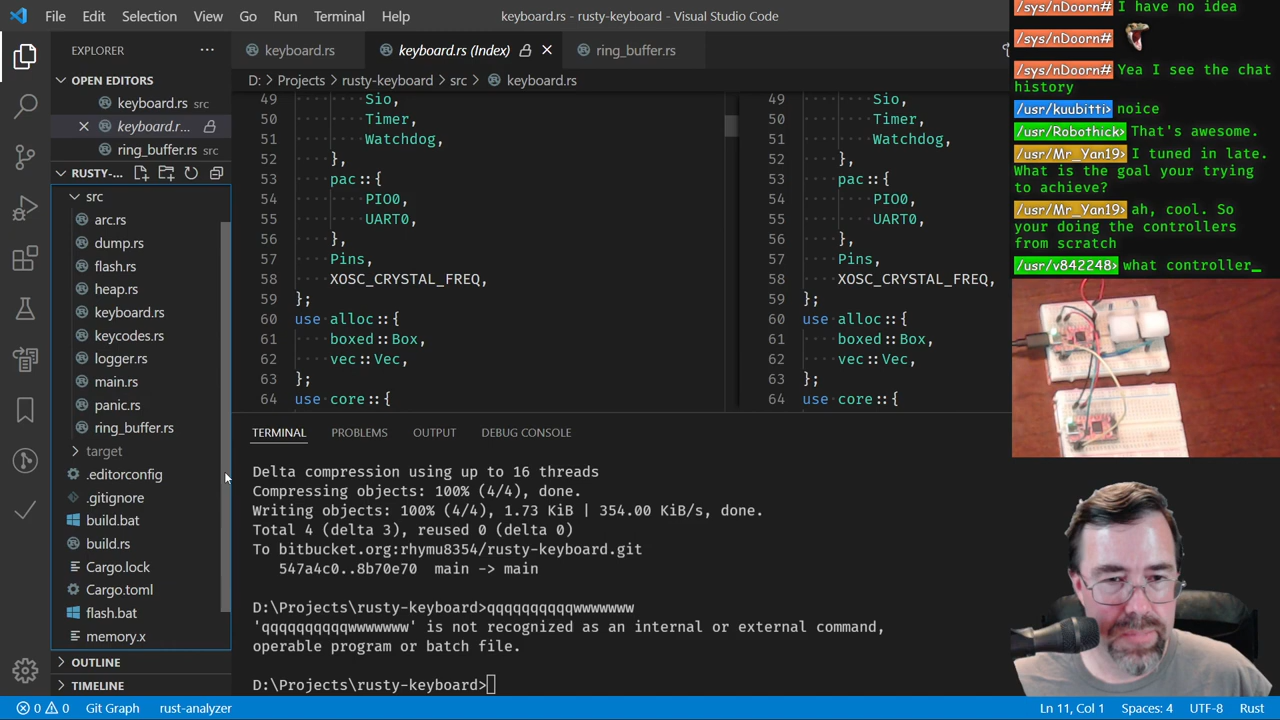 File Edit Selection View Go Run Terminal Help
keyboard.rs - rusty-keyboard - Visual Studio Code
EXPLORER
OPEN EDITORS
keyboard.rs src
keyboard.r...
ring_buffer.rs src
RUSTY-...
src
arc.rs
dump.rs
flash.rs
heap.rs
keyboard.rs
keycodes.rs
logger.rs
main.rs
panic.rs
ring_buffer.rs
target
.editorconfig
.gitignore
build.bat
build.rs
Cargo.lock
Cargo.toml
flash.bat
memory.x
OUTLINE
TIMELINE
keyboard.rs
keyboard.rs (Index)
ring_buffer.rs
D: > Projects > rusty-keyboard > src > keyboard.rs
49 Sio,
50 Timer,
51 Watchdog,
52 },
53 pac::{
54 PIO0,
55 UART0,
56 },
57 Pins,
58 XOSC_CRYSTAL_FREQ,
59 };
60 use alloc::{
61 boxed::Box,
62 vec::Vec,
63 };
64 use core::{
49 Sio,
50 Timer,
51 Watchdog,
52 },
53 pac::{
54 PIO0,
55 UART0,
56 },
57 Pins,
58 XOSC_CRYSTAL_FREQ,
59 };
60 use alloc::{
61 boxed::Box,
62 vec::Vec,
63 };
64 use core::{
TERMINAL PROBLEMS OUTPUT DEBUG CONSOLE
Delta compression using up to 16 threads
Compressing objects: 100% (4/4), done.
Writing objects: 100% (4/4), 1.73 KiB | 354.00 KiB/s, done.
Total 4 (delta 3), reused 0 (delta 0)
To bitbucket.org:rhymu8354/rusty-keyboard.git
547a4c0..8b70e70 main -> main
D:\Projects\rusty-keyboard>qqqqqqqqqqwwwwwww
'qqqqqqqqqqwwwwwww' is not recognized as an internal or external command,
operable program or batch file.
D:\Projects\rusty-keyboard>
/sys/nDoorn# I have no idea
/sys/nDoorn#
/sys/nDoorn# Yea I see the chat
history
/usr/kuubitti> noice
/usr/Robothick> That's awesome.
/usr/Mr_Yan19> I tuned in late.
What is the goal your trying
to achieve?
/usr/Mr_Yan19> ah, cool. So
your doing the controllers
from scratch
/usr/v842248> what controller_
0 0 Git Graph rust-analyzer
Ln 11, Col 1 Spaces: 4 UTF-8 Rust